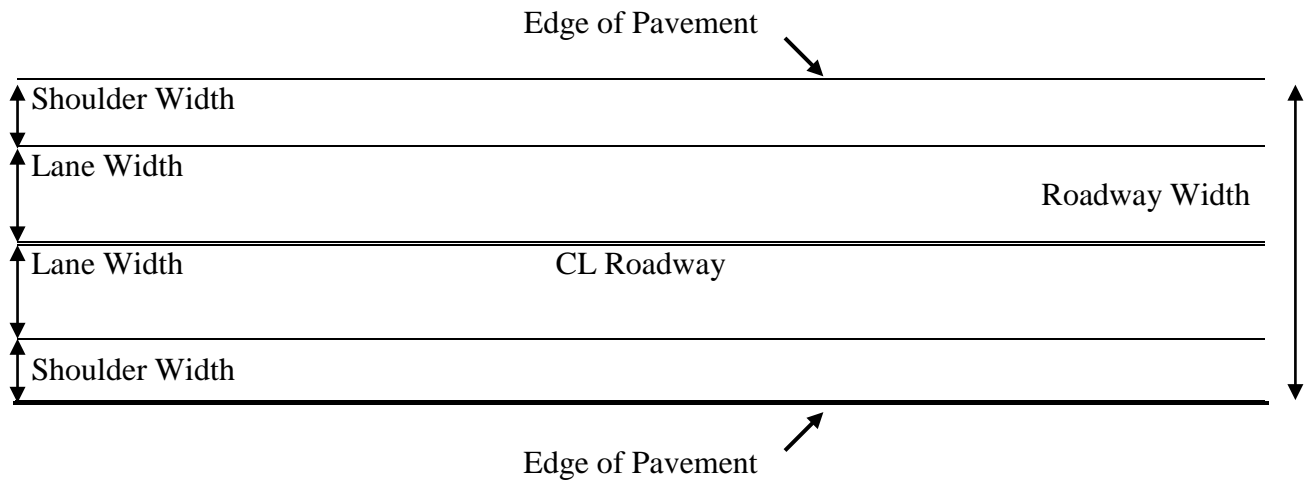 Edge of Pavement
Shoulder Width
Lane Width
Roadway Width
Lane Width
CL Roadway
Shoulder Width
Edge of Pavement